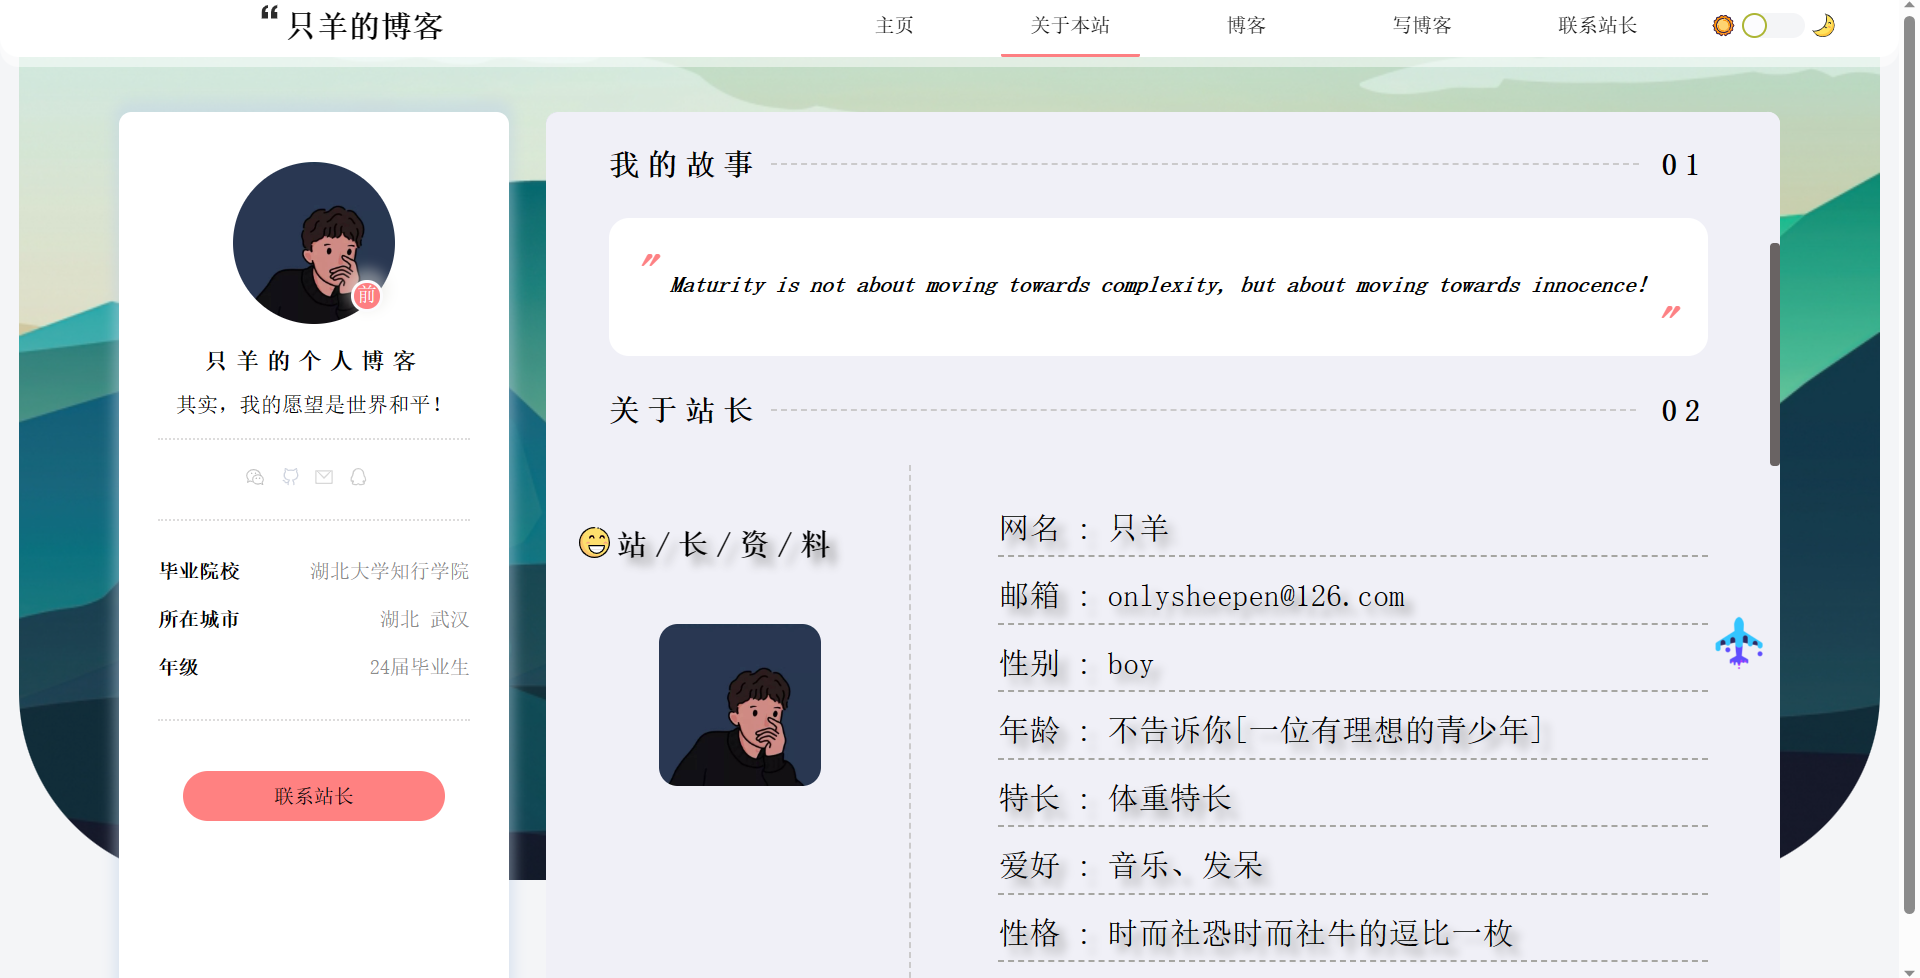 “ 只羊的博客
主页 关于本站 博客 写博客 联系站长
前
只羊的个人博客
其实，我的愿望是世界和平！
毕业院校 湖北大学知行学院
所在城市 湖北 武汉
年级 24届毕业生
联系站长
我的故事 01
"
Maturity is not about moving towards complexity, but about moving towards innocence!
"
关于站长 02
站/长/资/料
网名 : 只羊
邮箱 : onlysheepen@126.com
性别 : boy
年龄 : 不告诉你[一位有理想的青少年]
特长 : 体重特长
爱好 : 音乐、发呆
性格 : 时而社恐时而社牛的逗比一枚